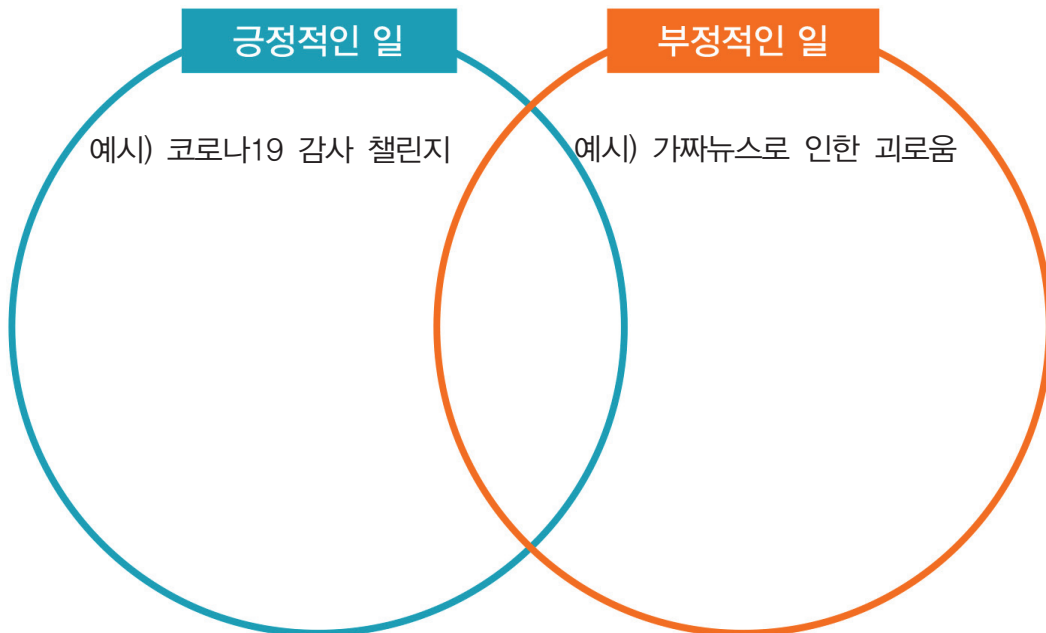 긍정적인 일
부정적인 일
예시) 코로나19 감사 챌린지
예시) 가짜뉴스로 인한 괴로움